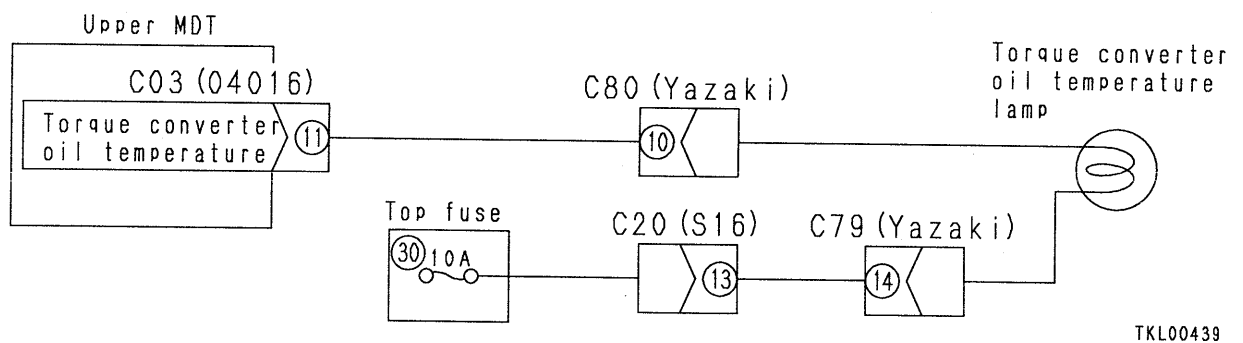 Upper MDT
C03 (04016)
Torque converter
oil temperature
11
C80 (Yazaki)
10
Torque converter
oil temperature
lamp
Top fuse
30
10A
C20 (S16)
13
C79 (Yazaki)
14
TKL00439